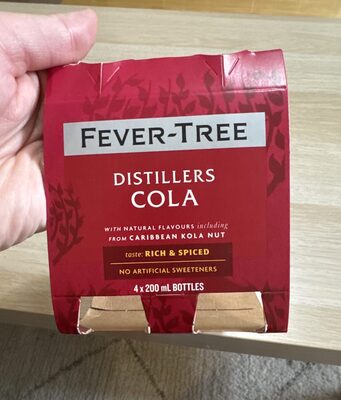 FEVER-TREE
DISTILLERS
COLA
WITH NATURAL FLAVOURS including
FROM CARIBBEAN KOLA NUT
taste: RICH & SPICED
NO ARTIFICIAL SWEETENERS
4 x 200 mL BOTTLES